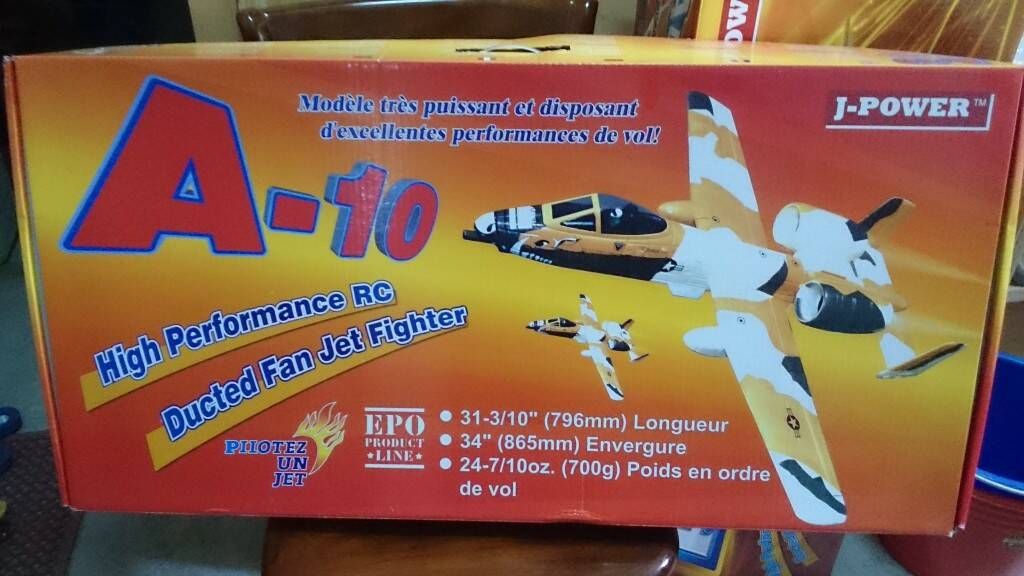 OW
J-POWER™
Modèle très puissant et disposant
d'excellentes performances de vol!
A-10
High Performance RC
Ducted Fan Jet Fighter
PILOTEZ
UN
JET
EPO
PRODUCT
★LINE★
● 31-3/10" (796mm) Longueur
● 34" (865mm) Envergure
● 24-7/10oz. (700g) Poids en ordre
de vol